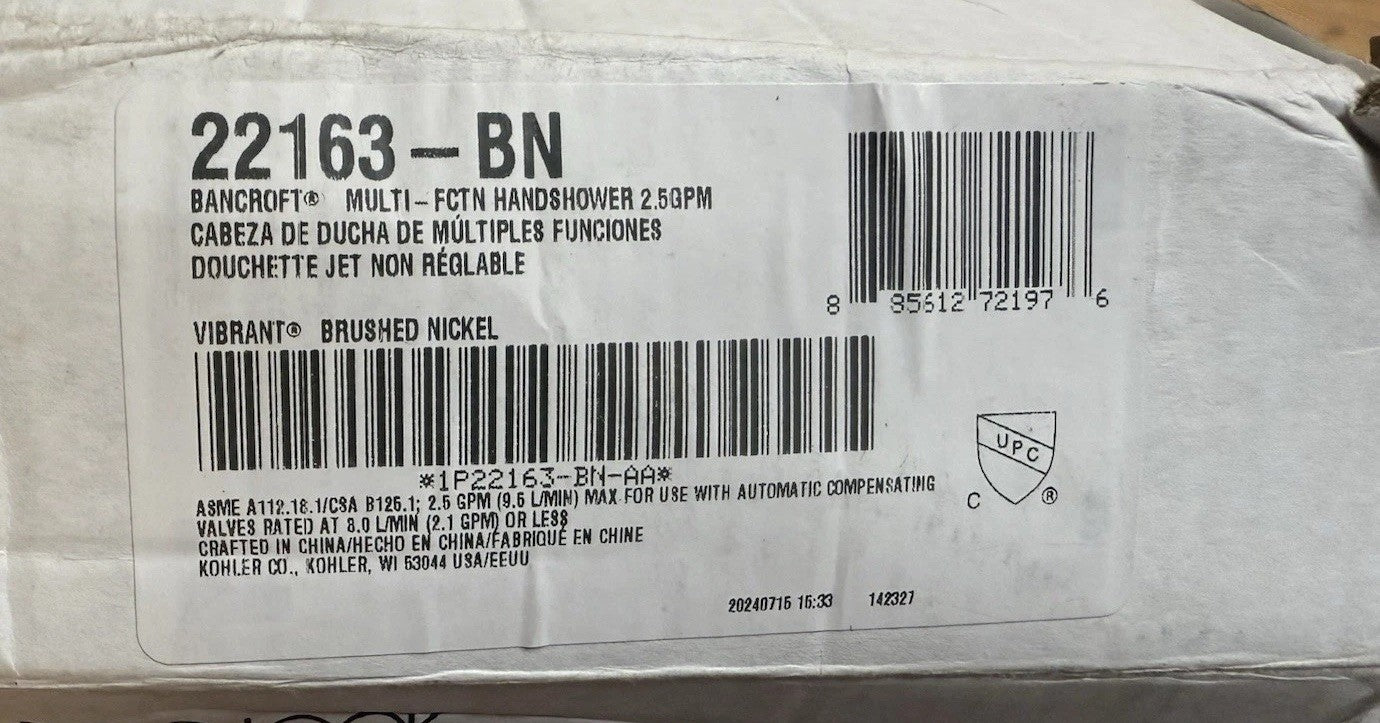 22163-BN
BANCROFT® MULTI-FCTN HANDSHOWER 2.5GPM
CABEZA DE DUCHA DE MÚLTIPLES FUNCIONES
DOUCHETTE JET NON RÉGLABLE
8 85612 72197 6
VIBRANT® BRUSHED NICKEL
*1P22163-BN-AA*
UPC
C ®
ASME A112.18.1/CSA B125.1; 2.5 GPM (9.5 L/MIN) MAX FOR USE WITH AUTOMATIC COMPENSATING
VALVES RATED AT 8.0 L/MIN (2.1 GPM) OR LESS
CRAFTED IN CHINA/HECHO EN CHINA/FABRIQUÉ EN CHINE
KOHLER CO., KOHLER, WI 53044 USA/EEUU
20240715 15:33 142327